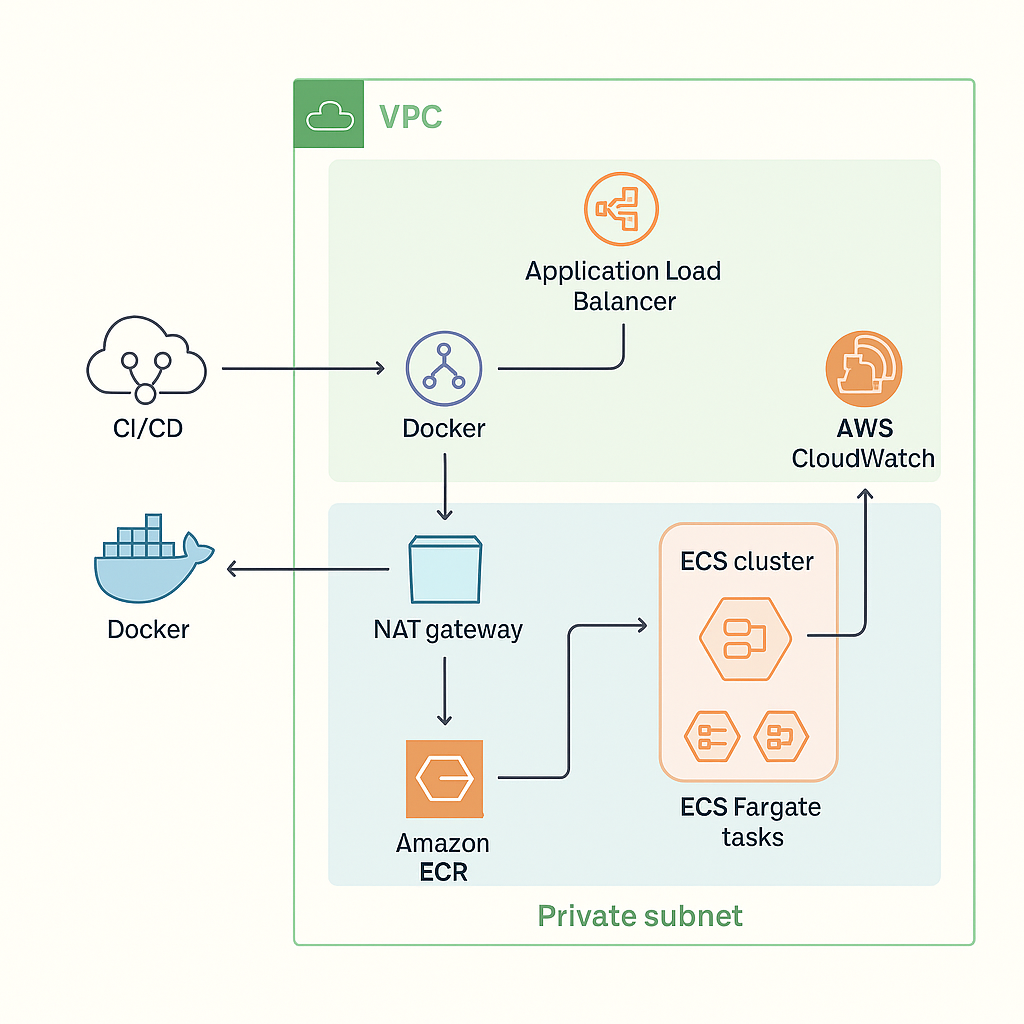 VPC
Application Load
Balancer
CI/CD
Docker
AWS
CloudWatch
Docker
NAT gateway
ECS cluster
Amazon
ECR
ECS Fargate
tasks
Private subnet